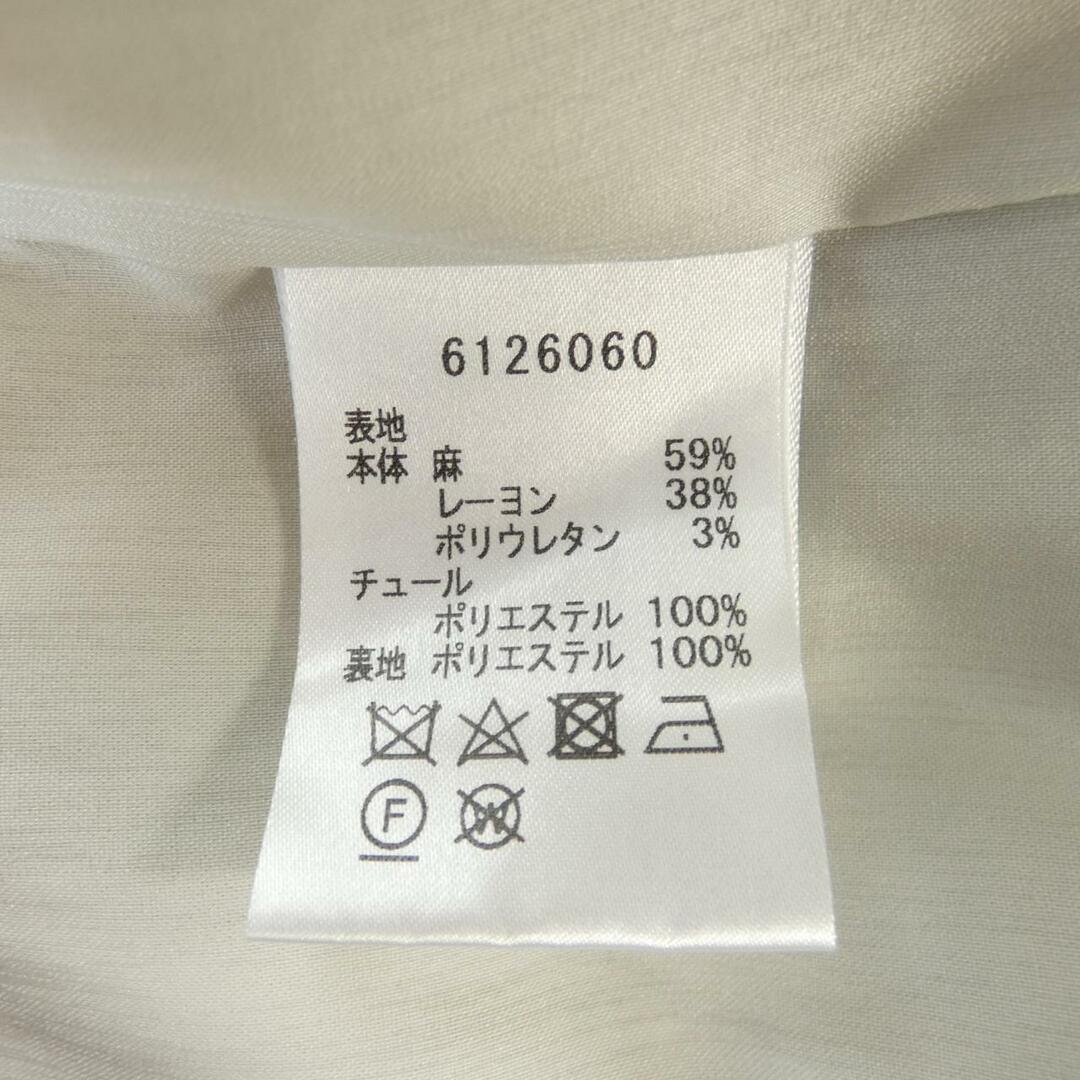 6126060
表地
本体 麻 59%
レーヨン 38%
ポリウレタン 3%
チュール
ポリエステル 100%
裏地 ポリエステル 100%
F W